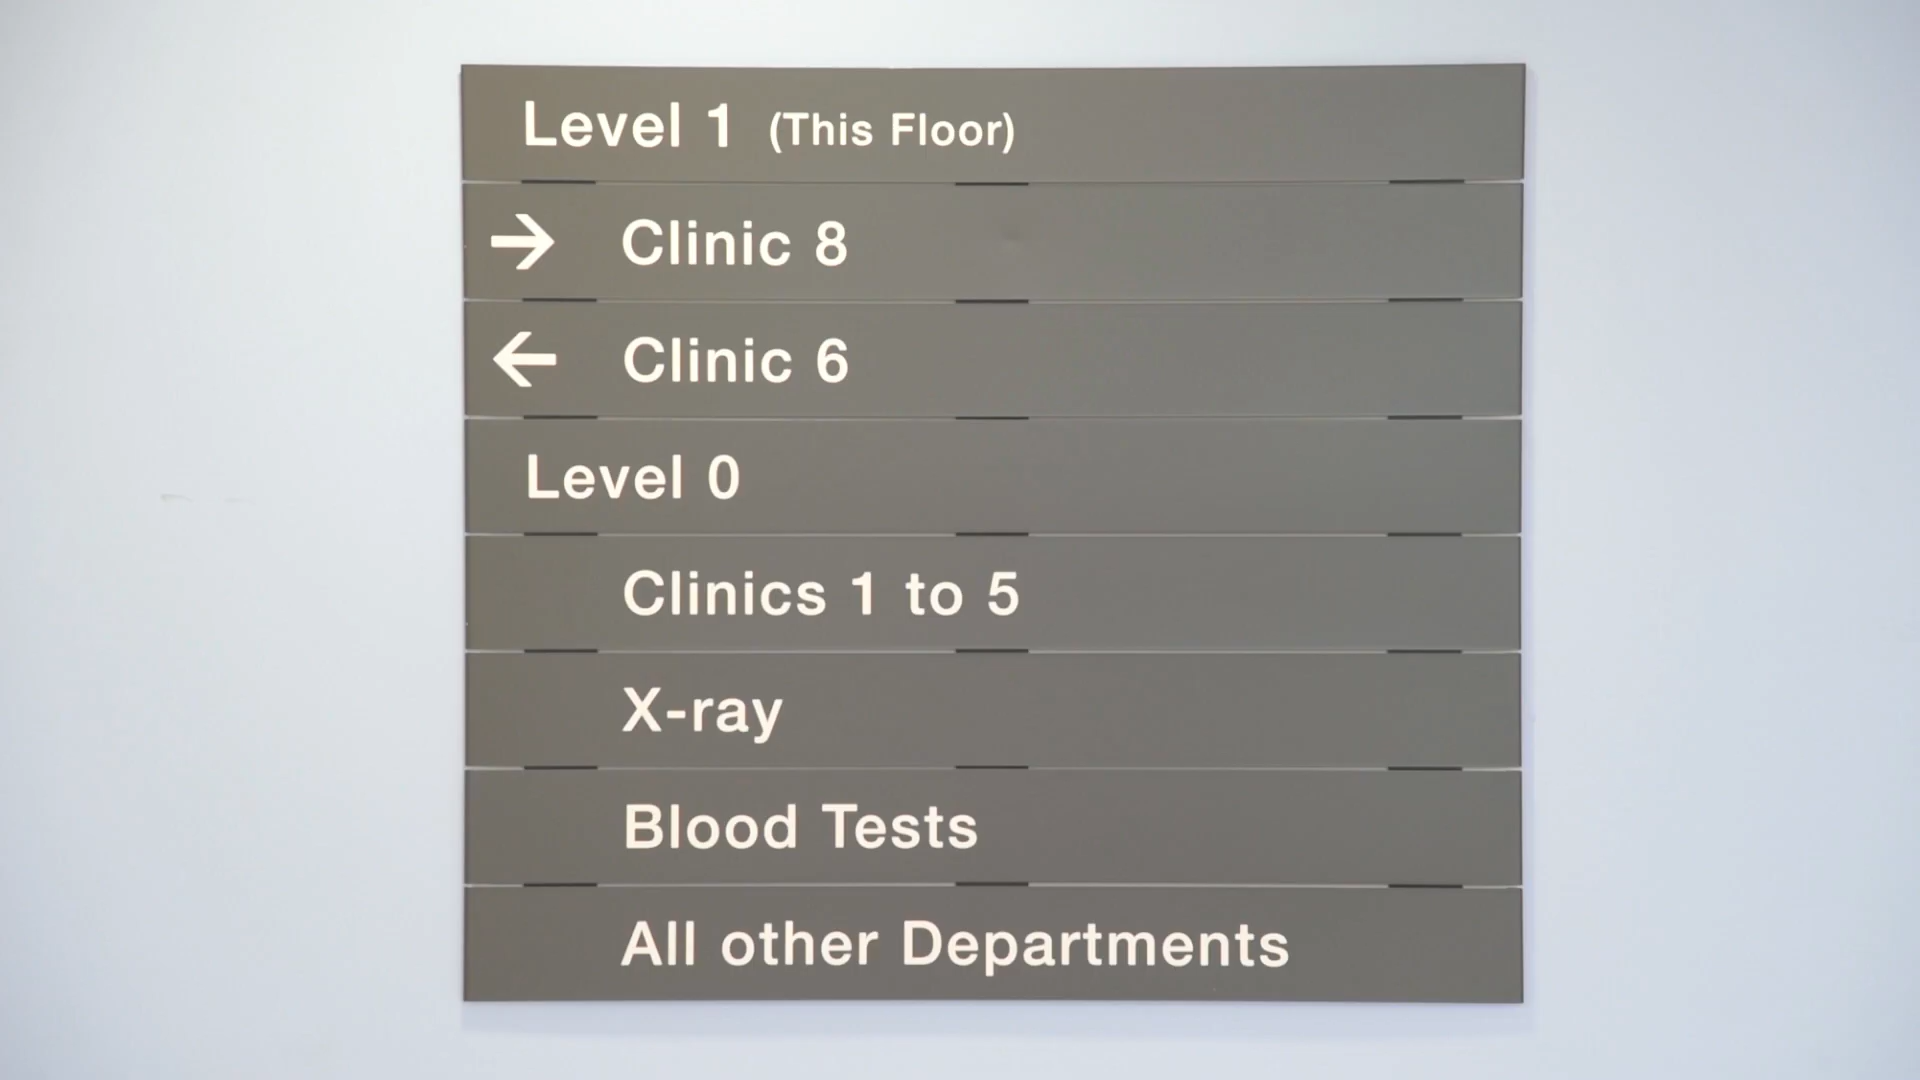 Level 1 (This Floor)
→ Clinic 8
← Clinic 6
Level 0
Clinics 1 to 5
X-ray
Blood Tests
All other Departments